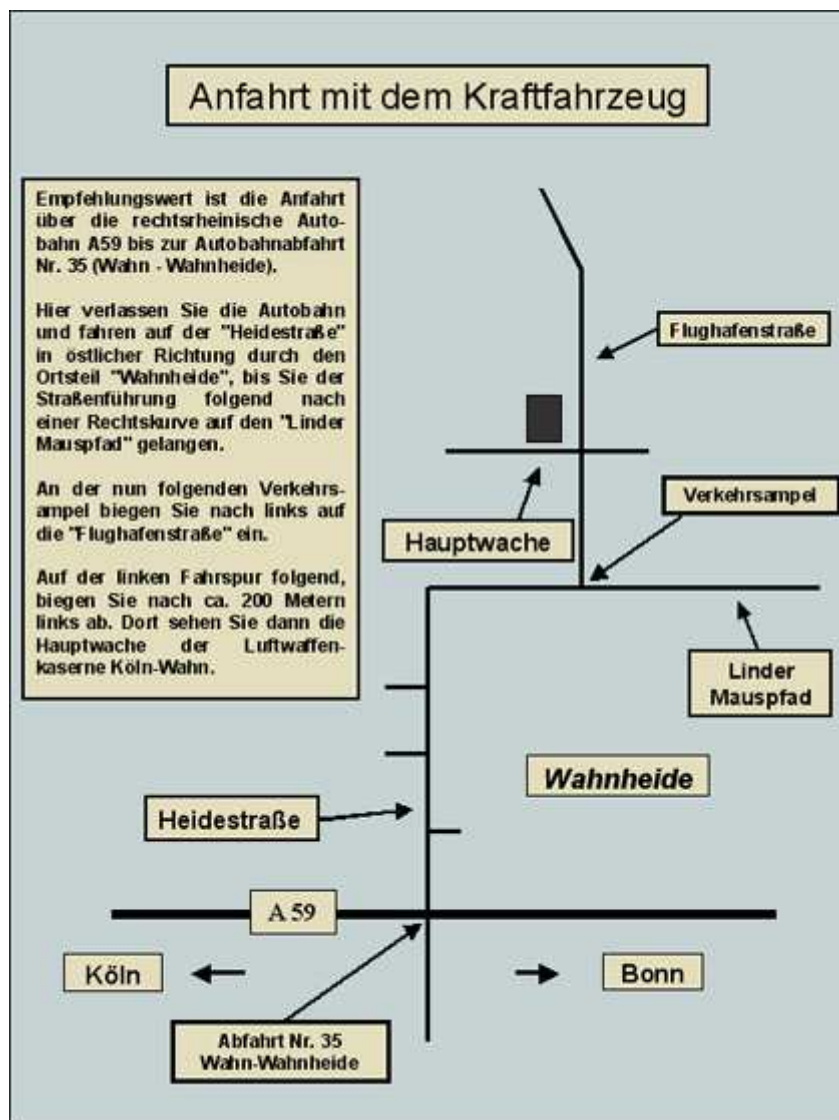 Anfahrt mit dem Kraftfahrzeug
Empfehlungswert ist die Anfahrt
über die rechtsrheinische Auto-
bahn A59 bis zur Autobahnabfahrt
Nr. 35 (Wahn - Wahnheide).
Hier verlassen Sie die Autobahn
und fahren auf der "Heidestraße"
in östlicher Richtung durch den
Ortsteil "Wahnheide", bis Sie der
Straßenführung folgend nach
einer Rechtskurve auf den "Linder
Mauspfad" gelangen.
An der nun folgenden Verkehrs-
ampel biegen Sie nach links auf
die "Flughafenstraße" ein.
Auf der linken Fahrspur folgend,
biegen Sie nach ca. 200 Metern
links ab. Dort sehen Sie dann die
Hauptwache der Luftwaffen-
kaserne Köln-Wahn.
Flughafenstraße
Verkehrsampel
Hauptwache
Linder
Mauspfad
Wahnheide
Heidestraße
A 59
Köln
Bonn
Abfahrt Nr. 35
Wahn-Wahnheide